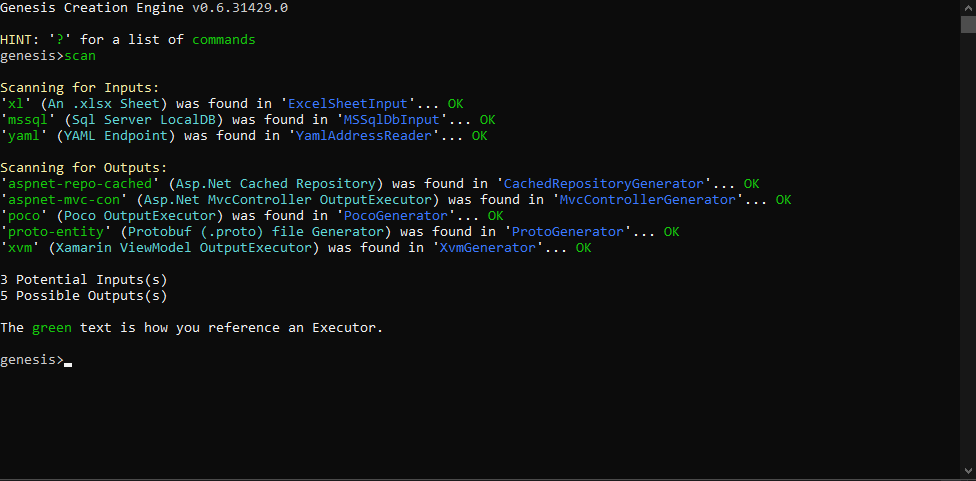 Genesis Creation Engine v0.6.31429.0
HINT: '?' for a list of commands
genesis>scan
Scanning for Inputs:
'xl' (An .xlsx Sheet) was found in 'ExcelSheetInput'... OK
'mssql' (Sql Server LocalDB) was found in 'MSSqlDbInput'... OK
'yaml' (YAML Endpoint) was found in 'YamlAddressReader'... OK
Scanning for Outputs:
'aspnet-repo-cached' (Asp.Net Cached Repository) was found in 'CachedRepositoryGenerator'... OK
'aspnet-mvc-con' (Asp.Net MvcController OutputExecutor) was found in 'MvcControllerGenerator'... OK
'poco' (Poco OutputExecutor) was found in 'PocoGenerator'... OK
'proto-entity' (Protobuf (.proto) file Generator) was found in 'ProtoGenerator'... OK
'xvm' (Xamarin ViewModel OutputExecutor) was found in 'XvmGenerator'... OK
3 Potential Inputs(s)
5 Possible Outputs(s)
The green text is how you reference an Executor.
genesis>